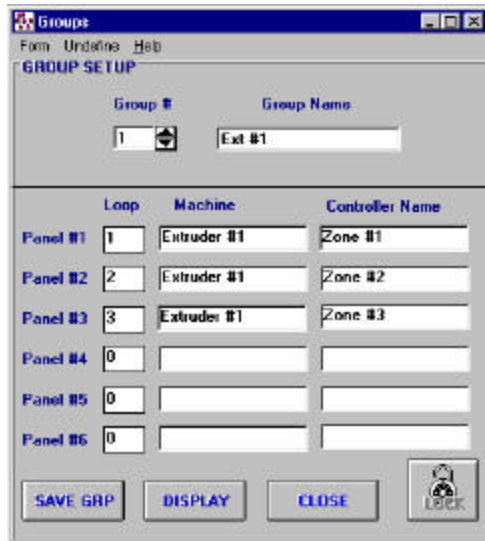 Groups
Form Undefine Help
GROUP SETUP
Group # Group Name
1 Ext #1
Loop Machine Controller Name
Panel #1 1 Extruder #1 Zone #1
Panel #2 2 Extruder #1 Zone #2
Panel #3 3 Extruder #1 Zone #3
Panel #4 0
Panel #5 0
Panel #6 0
SAVE GRP DISPLAY CLOSE LOCK